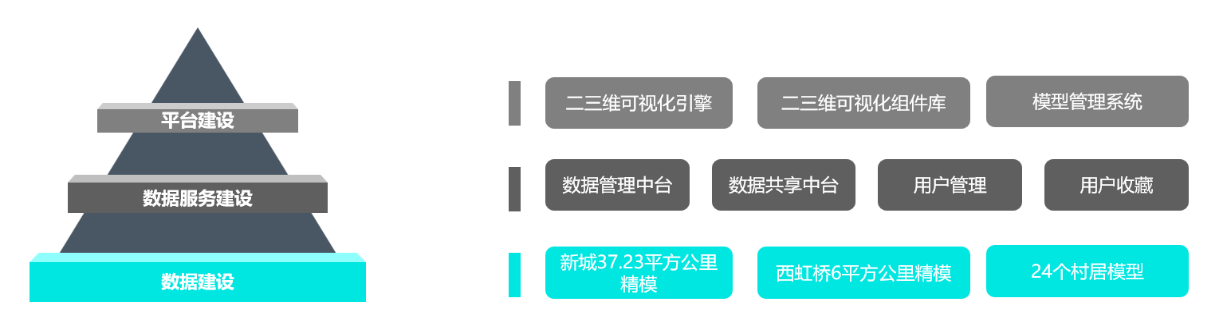 平台建设
数据服务建设
数据建设
二三维可视化引擎
二三维可视化组件库
模型管理系统
数据管理中台
数据共享中台
用户管理
用户收藏
新城37.23平方公里
精模
西虹桥6平方公里精模
24个村居模型